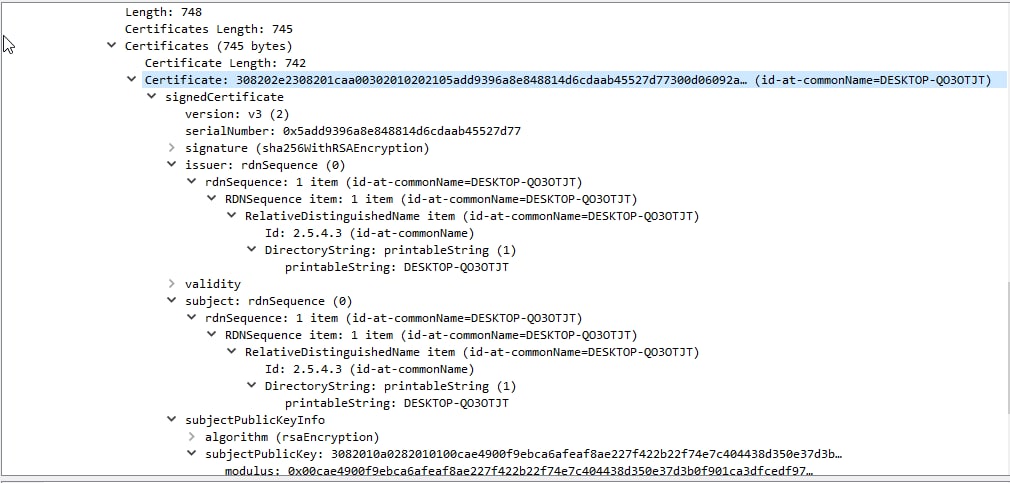 Length: 748
Certificates Length: 745
Certificates (745 bytes)
Certificate Length: 742
Certificate: 308202e2308201caa00302010202105add9396a8e848814d6cdaab45527d77300d06092a… (id-at-commonName=DESKTOP-QO3OTJT)
signedCertificate
version: v3 (2)
serialNumber: 0x5add9396a8e848814d6cdaab45527d77
signature (sha256WithRSAEncryption)
issuer: rdnSequence (0)
rdnSequence: 1 item (id-at-commonName=DESKTOP-QO3OTJT)
RDNSequence item: 1 item (id-at-commonName=DESKTOP-QO3OTJT)
RelativeDistinguishedName item (id-at-commonName=DESKTOP-QO3OTJT)
Id: 2.5.4.3 (id-at-commonName)
DirectoryString: printableString (1)
printableString: DESKTOP-QO3OTJT
validity
subject: rdnSequence (0)
rdnSequence: 1 item (id-at-commonName=DESKTOP-QO3OTJT)
RDNSequence item: 1 item (id-at-commonName=DESKTOP-QO3OTJT)
RelativeDistinguishedName item (id-at-commonName=DESKTOP-QO3OTJT)
Id: 2.5.4.3 (id-at-commonName)
DirectoryString: printableString (1)
printableString: DESKTOP-QO3OTJT
subjectPublicKeyInfo
algorithm (rsaEncryption)
subjectPublicKey: 3082010a0282010100cae4900f9ebca6afeaf8ae227f422b22f74e7c404438d350e37d3b…
modulus: 0x00cae4900f9ebca6afeaf8ae227f422b22f74e7c404438d350e37d3b0f901ca3dfcedf97…